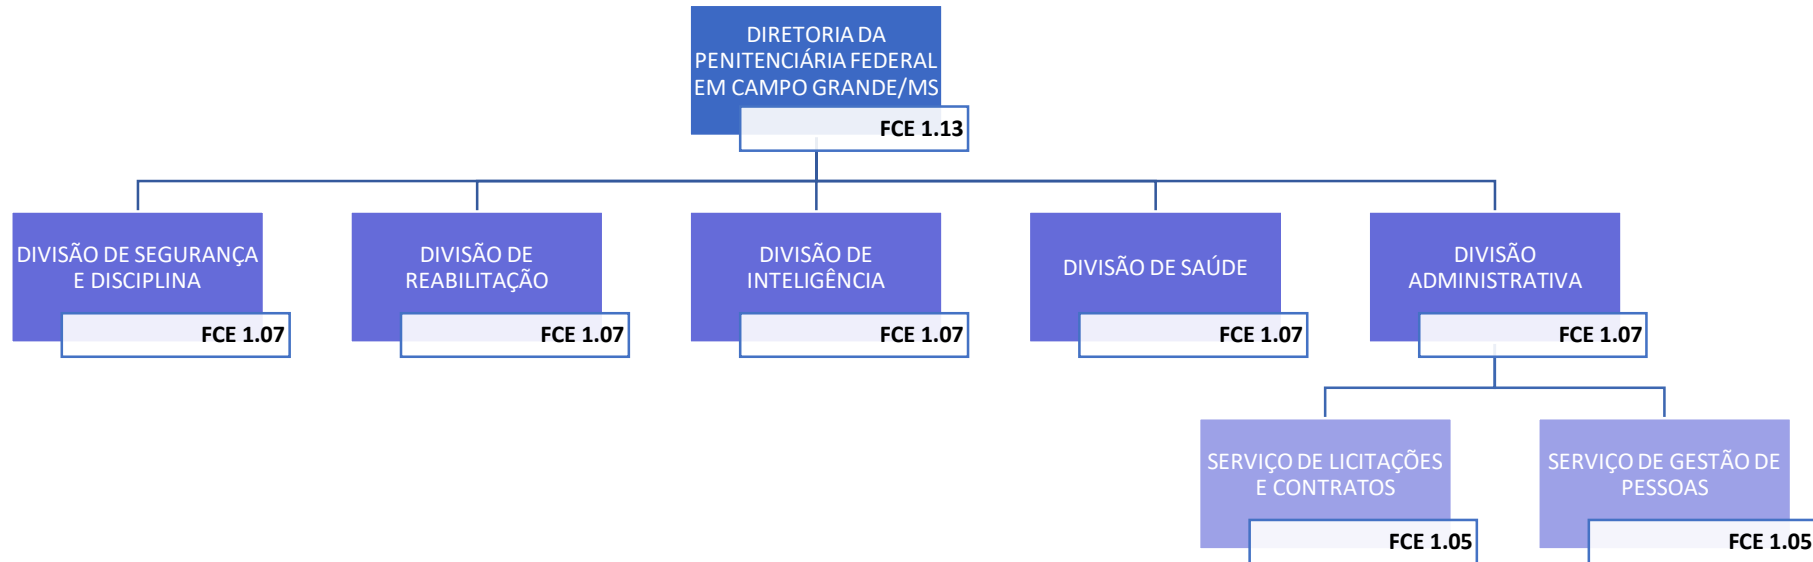 DIRETORIA DA
PENITENCIÁRIA FEDERAL
EM CAMPO GRANDE/MS
FCE 1.13
DIVISÃO DE SEGURANÇA
E DISCIPLINA
FCE 1.07
DIVISÃO DE
REABILITAÇÃO
FCE 1.07
DIVISÃO DE
INTELIGÊNCIA
FCE 1.07
DIVISÃO DE SAÚDE
FCE 1.07
DIVISÃO
ADMINISTRATIVA
FCE 1.07
SERVIÇO DE LICITAÇÕES
E CONTRATOS
FCE 1.05
SERVIÇO DE GESTÃO DE
PESSOAS
FCE 1.05